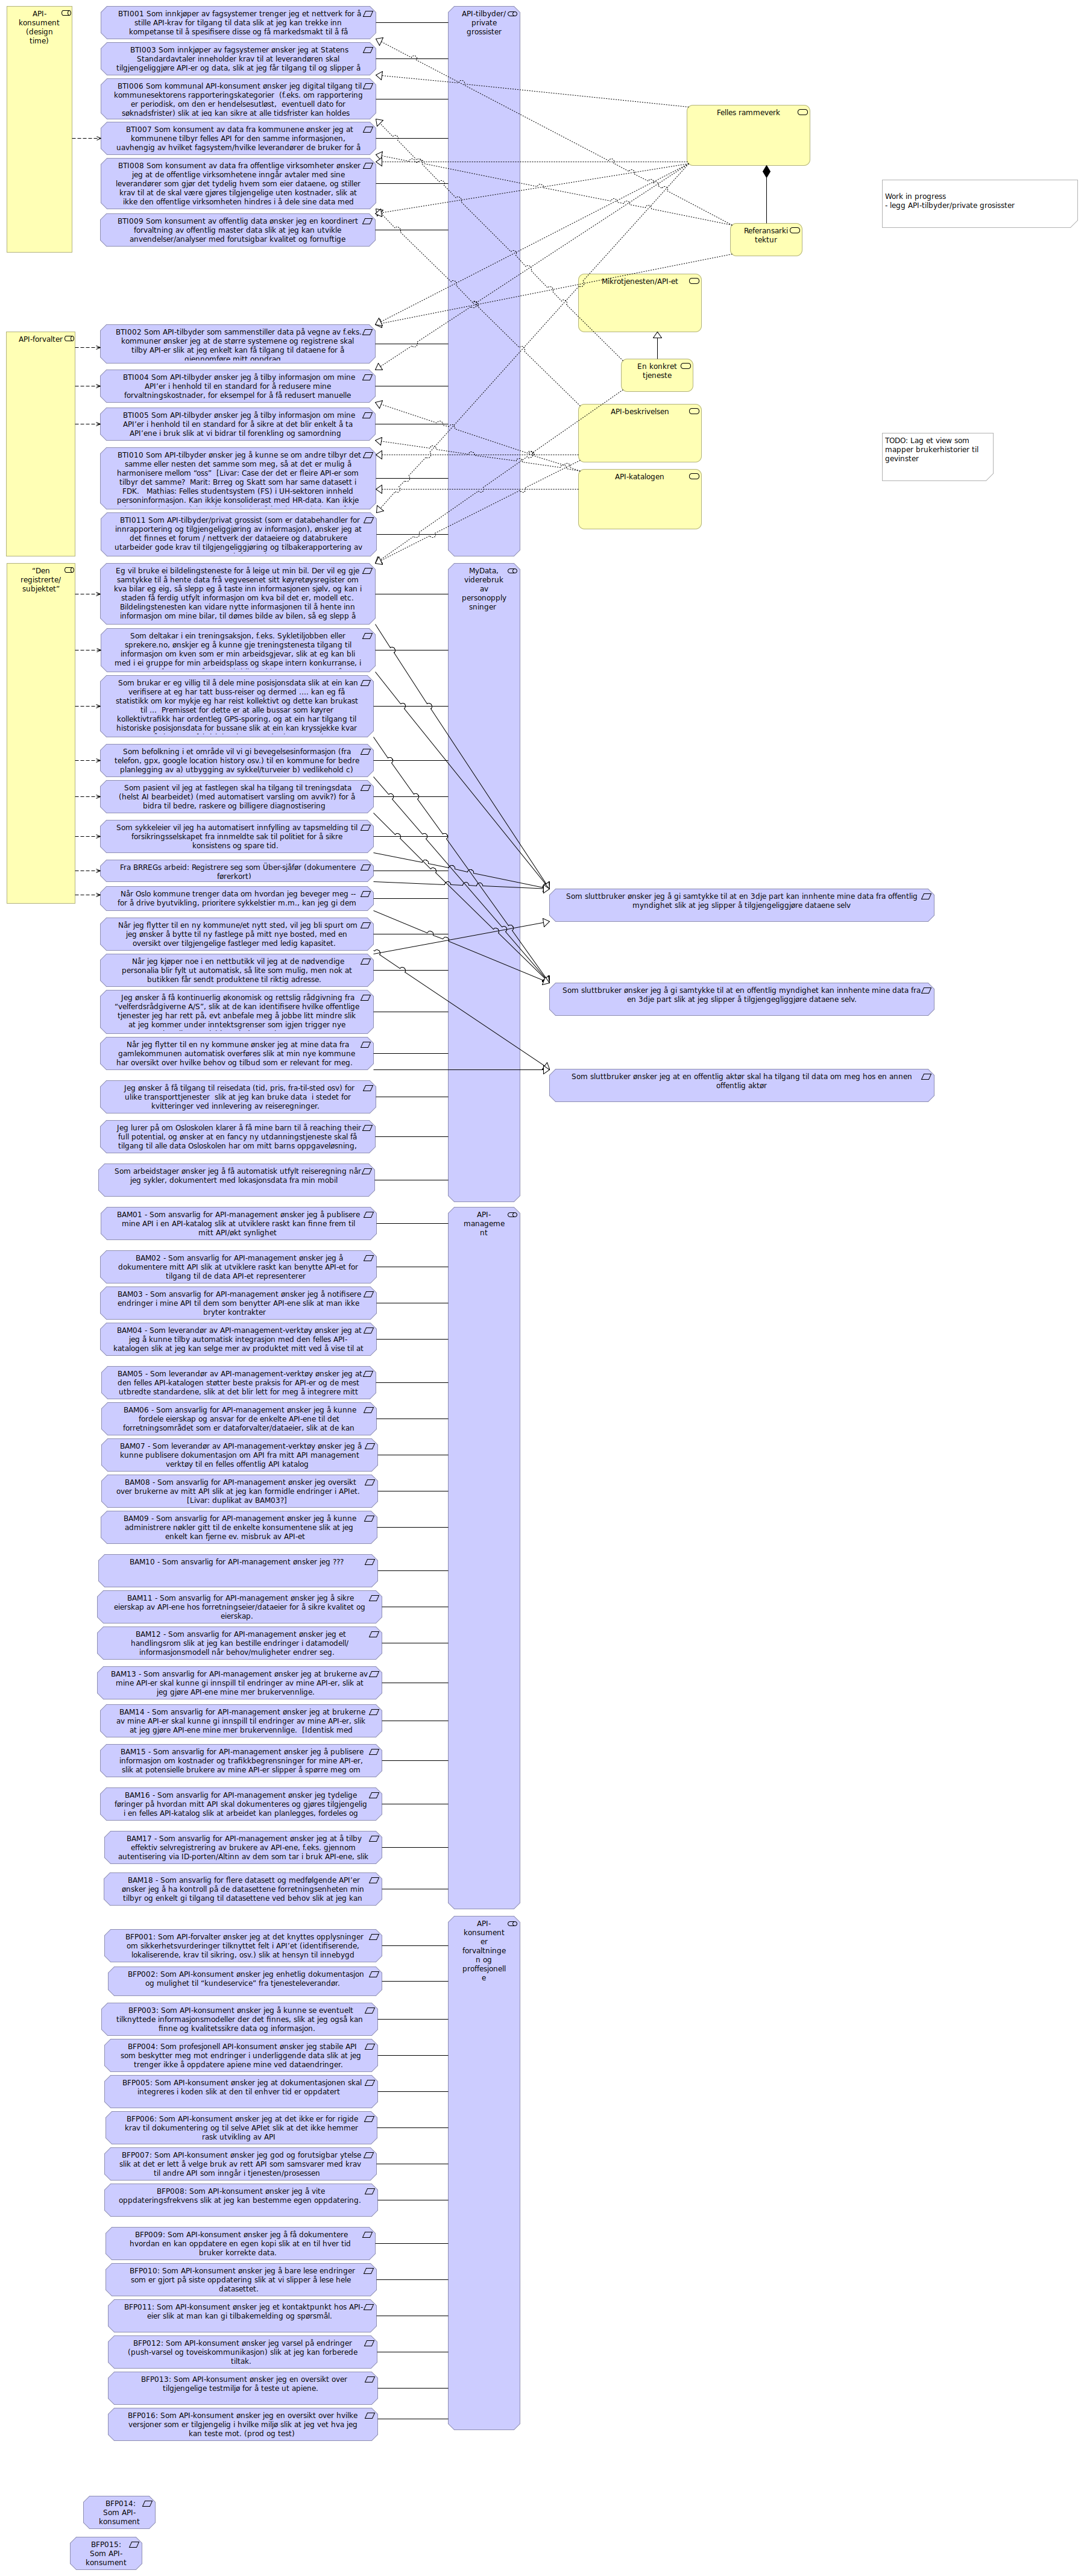 API-
konsument
(design
time)
BTI001 Som innkjøper av fagsystemer trenger jeg et nettverk for å
stille API-krav for tilgang til data slik at jeg kan trekke inn
kompetanse til å spesifisere disse og få markedsmakt til å få
BTI003 Som innkjøper av fagsystemer ønsker jeg at Statens
Standardavtaler inneholder krav til at leverandøren skal
tilgjengeliggjøre API-er og data, slik at jeg får tilgang til og slipper å
BTI006 Som kommunal API-konsument ønsker jeg digital tilgang til
kommunesektorens rapporteringskategorier  (f.eks. om rapportering
er periodisk, om den er hendelsesutløst,  eventuell dato for
søknadsfrister) slik at jeg kan sikre at alle tidsfrister kan holdes
BTI007 Som konsument av data fra kommunene ønsker jeg at
kommunene tilbyr felles API for den samme informasjonen,
uavhengig av hvilket fagsystem/hvilke leverandører de bruker for å
BTI008 Som konsument av data fra offentlige virksomheter ønsker
jeg at de offentlige virksomhetene inngår avtaler med sine
leverandører som gjør det tydelig hvem som eier dataene, og stiller
krav til at de skal være gjøres tilgjengelige uten kostnader, slik at
ikke den offentlige virksomheten hindres i å dele sine data med
BTI009 Som konsument av offentlig data ønsker jeg en koordinert
forvaltning av offentlig master data slik at jeg kan utvikle
anvendelser/analyser med forutsigbar kvalitet og fornuftige
API-tilbyder/
private
grossister
Felles rammeverk
Referansarki
tektur
Work in progress
- legg API-tilbyder/private grosisster
Mikrotjenesten/API-et
En konkret
tjeneste
API-beskrivelsen
API-katalogen
TODO: Lag et view som
mapper brukerhistorier til
gevinster
API-forvalter
BTI002 Som API-tilbyder som sammenstiller data på vegne av f.eks.
kommuner ønsker jeg at de større systemene og registrene skal
tilby API-er slik at jeg enkelt kan få tilgang til dataene for å
gjennomføre mitt oppdrag
BTI004 Som API-tilbyder ønsker jeg å tilby informasjon om mine
API’er i henhold til en standard for å redusere mine
forvaltningskostnader, for eksempel for å få redusert manuelle
BTI005 Som API-tilbyder ønsker jeg å tilby informasjon om mine
API’er i henhold til en standard for å sikre at det blir enkelt å ta
API’ene i bruk slik at vi bidrar til forenkling og samordning
BTI010 Som API-tilbyder ønsker jeg å kunne se om andre tilbyr det
samme eller nesten det samme som meg, så at det er mulig å
harmonisere mellom “oss”  [Livar: Case der det er fleire API-er som
tilbyr det samme?  Marit: Brreg og Skatt som har same datasett i
FDK.   Mathias: Felles studentsystem (FS) i UH-sektoren innheld
personinformasjon. Kan ikkje konsoliderast med HR-data. Kan ikkje
BTI011 Som API-tilbyder/privat grossist (som er databehandler for
innrapportering og tilgjengeliggjøring av informasjon), ønsker jeg at
det finnes et forum / nettverk der dataeiere og databrukere
utarbeider gode krav til tilgjengeliggjøring og tilbakerapportering av
“Den
registrerte/
subjektet”
Eg vil bruke ei bildelingsteneste for å leige ut min bil. Der vil eg gje
samtykke til å hente data frå vegvesenet sitt køyretøysregister om
kva bilar eg eig, så slepp eg å taste inn informasjonen sjølv, og kan i
staden få ferdig utfylt informasjon om kva bil det er, modell etc.
Bildelingstenesten kan vidare nytte informasjonen til å hente inn
informasjon om mine bilar, til dømes bilde av bilen, så eg slepp å
Som deltakar i ein treningsaksjon, f.eks. Sykletiljobben eller
sprekere.no, ønskjer eg å kunne gje treningstenesta tilgang til
informasjon om kven som er min arbeidsgjevar, slik at eg kan bli
med i ei gruppe for min arbeidsplass og skape intern konkurranse, i
Som brukar er eg villig til å dele mine posisjonsdata slik at ein kan
verifisere at eg har tatt buss-reiser og dermed .... kan eg få
statistikk om kor mykje eg har reist kollektivt og dette kan brukast
til ...  Premisset for dette er at alle bussar som køyrer
kollektivtrafikk har ordentleg GPS-sporing, og at ein har tilgang til
historiske posisjonsdata for bussane slik at ein kan kryssjekke kvar
Som befolkning i et område vil vi gi bevegelsesinformasjon (fra
telefon, gpx, google location history osv.) til en kommune for bedre
planlegging av a) utbygging av sykkel/turveier b) vedlikehold c)
Som pasient vil jeg at fastlegen skal ha tilgang til treningsdata
(helst AI bearbeidet) (med automatisert varsling om avvik?) for å
bidra til bedre, raskere og billigere diagnostisering
Som sykkeleier vil jeg ha automatisert innfylling av tapsmelding til
forsikringsselskapet fra innmeldte sak til politiet for å sikre
konsistens og spare tid.
Fra BRREGs arbeid: Registrere seg som Über-sjåfør (dokumentere
førerkort)
Når Oslo kommune trenger data om hvordan jeg beveger meg --
for å drive byutvikling, prioritere sykkelstier m.m., kan jeg gi dem
Når jeg flytter til en ny kommune/et nytt sted, vil jeg bli spurt om
jeg ønsker å bytte til ny fastlege på mitt nye bosted, med en
oversikt over tilgjengelige fastleger med ledig kapasitet.
Når jeg kjøper noe i en nettbutikk vil jeg at de nødvendige
personalia blir fylt ut automatisk, så lite som mulig, men nok at
butikken får sendt produktene til riktig adresse.
Jeg ønsker å få kontinuerlig økonomisk og rettslig rådgivning fra
“velferdsrådgiverne A/S”, slik at de kan identifisere hvilke offentlige
tjenester jeg har rett på, evt anbefale meg å jobbe litt mindre slik
at jeg kommer under inntektsgrenser som igjen trigger nye
Når jeg flytter til en ny kommune ønsker jeg at mine data fra
gamlekommunen automatisk overføres slik at min nye kommune
har oversikt over hvilke behov og tilbud som er relevant for meg.
Jeg ønsker å få tilgang til reisedata (tid, pris, fra-til-sted osv) for
ulike transporttjenester  slik at jeg kan bruke data  i stedet for
kvitteringer ved innlevering av reiseregninger.
Jeg lurer på om Osloskolen klarer å få mine barn til å reaching their
full potential, og ønsker at en fancy ny utdanningstjeneste skal få
tilgang til alle data Osloskolen har om mitt barns oppgaveløsning,
Som arbeidstager ønsker jeg å få automatisk utfylt reiseregning når
jeg sykler, dokumentert med lokasjonsdata fra min mobil
MyData,
viderebruk
av
personopply
sninger
Som sluttbruker ønsker jeg å gi samtykke til at en 3dje part kan innhente mine data fra offentlig
myndighet slik at jeg slipper å tilgjengeliggjøre dataene selv
Som sluttbruker ønsker jeg å gi samtykke til at en offentlig myndighet kan innhente mine data fra
en 3dje part slik at jeg slipper å tilgjengegliggjøre dataene selv.
Som sluttbruker ønsker jeg at en offentlig aktør skal ha tilgang til data om meg hos en annen
offentlig aktør
BAM01 - Som ansvarlig for API-management ønsker jeg å publisere
mine API i en API-katalog slik at utviklere raskt kan finne frem til
mitt API/økt synlighet
BAM02 - Som ansvarlig for API-management ønsker jeg å
dokumentere mitt API slik at utviklere raskt kan benytte API-et for
tilgang til de data API-et representerer
BAM03 - Som ansvarlig for API-management ønsker jeg å notifisere
endringer i mine API til dem som benytter API-ene slik at man ikke
bryter kontrakter
BAM04 - Som leverandør av API-management-verktøy ønsker jeg at
jeg å kunne tilby automatisk integrasjon med den felles API-
katalogen slik at jeg kan selge mer av produktet mitt ved å vise til at
BAM05 - Som leverandør av API-management-verktøy ønsker jeg at
den felles API-katalogen støtter beste praksis for API-er og de mest
utbredte standardene, slik at det blir lett for meg å integrere mitt
BAM06 - Som ansvarlig for API-management ønsker jeg å kunne
fordele eierskap og ansvar for de enkelte API-ene til det
forretningsområdet som er dataforvalter/dataeier, slik at de kan
BAM07 - Som leverandør av API-management-verktøy ønsker jeg å
kunne publisere dokumentasjon om API fra mitt API management
verktøj til en felles offentlig API katalog
BAM08 - Som ansvarlig for API-management ønsker jeg oversikt
over brukerne av mitt API slik at jeg kan formidle endringer i APIet.
[Livar: duplikat av BAM03?]
BAM09 - Som ansvarlig for API-management ønsker jeg å kunne
administrere nøkler gitt til de enkelte konsumentene slik at jeg
enkelt kan fjerne ev. misbruk av API-et
BAM10 - Som ansvarlig for API-management ønsker jeg ???
BAM11 - Som ansvarlig for API-management ønsker jeg å sikre
eierskap av API-ene hos forretningseier/dataeier for å sikre kvalitet og
eierskap.
BAM12 - Som ansvarlig for API-management ønsker jeg et
handlingsrom slik at jeg kan bestille endringer i datamodell/
informasjonsmodell når behov/muligheter endrer seg.
BAM13 - Som ansvarlig for API-management ønsker jeg at brukerne av
mine API-er skal kunne gi innspill til endringer av mine API-er, slik at
jeg gjøre API-ene mine mer brukervennlige.
BAM14 - Som ansvarlig for API-management ønsker jeg at brukerne
av mine API-er skal kunne gi innspill til endringer av mine API-er, slik
at jeg gjøre API-ene mine mer brukervennlige.  [Identisk med
BAM15 - Som ansvarlig for API-management ønsker jeg å publisere
informasjon om kostnader og trafikkbegrensninger for mine API-er,
slik at potensielle brukere av mine API-er slipper å spørre meg om
BAM16 - Som ansvarlig for API-management ønsker jeg tydelige
føringer på hvordan mitt API skal dokumenteres og gjøres tilgjengelig
i en felles API-katalog slik at arbeidet kan planlegges, fordeles og
BAM17 - Som ansvarlig for API-management ønsker jeg at å tilby
effektiv selvregistrering av brukere av API-ene, f.eks. gjennom
autentisering via ID-porten/Altinn av dem som tar i bruk API-ene, slik
BAM18 - Som ansvarlig for flere datasett og medfølgende API’er
ønsker jeg å ha kontroll på de datasettene forretningsenheten min
tilbyr og enkelt gi tilgang til datasettene ved behov slik at jeg kan
API-
manageme
nt
BFP001: Som API-forvalter ønsker jeg at det knyttes opplysninger
om sikkerhetsvurderinger tilknyttet felt i API’et (identifiserende,
lokaliserende, krav til sikring, osv.) slik at hensyn til innebygd
BFP002: Som API-konsument ønsker jeg enhetlig dokumentasjon
og mulighet til “kundeservice” fra tjenesteleverandør.
BFP003: Som API-konsument ønsker jeg å kunne se eventuelt
tilknyttede informasjonsmodeller der det finnes, slik at jeg også kan
finne og kvalitetssikre data og informasjon.
BFP004: Som profesjonell API-konsument ønsker jeg stabile API
som beskytter meg mot endringer i underliggende data slik at jeg
trenger ikke å oppdatere apiene mine ved dataendringer.
BFP005: Som API-konsument ønsker jeg at dokumentasjonen skal
integreres i koden slik at den til enhver tid er oppdatert
BFP006: Som API-konsument ønsker jeg at det ikke er for rigide
krav til dokumentering og til selve APIet slik at det ikke hemmer
rask utvikling av API
BFP007: Som API-konsument ønsker jeg god og forutsigbar ytelse
slik at det er lett å velge bruk av rett API som samsvarer med krav
til andre API som inngår i tjenesten/prosessen
BFP008: Som API-konsument ønsker jeg å vite
oppdateringsfrekvens slik at jeg kan bestemme egen oppdatering.
BFP009: Som API-konsument ønsker jeg å få dokumentere
hvordan en kan oppdatere en egen kopi slik at en til hver tid
bruker korrekte data.
BFP010: Som API-konsument ønsker jeg å bare lese endringer
som er gjort på siste oppdatering slik at vi slipper å lese hele
datasettet.
BFP011: Som API-konsument ønsker jeg et kontaktpunkt hos API-
eier slik at man kan gi tilbakemelding og spørsmål.
BFP012: Som API-konsument ønsker jeg varsel på endringer
(push-varsel og toveiskommunikasjon) slik at jeg kan forberede
tiltak.
BFP013: Som API-konsument ønsker jeg en oversikt over
tilgjengelige testmiljø for å teste ut apiene.
BFP016: Som API-konsument ønsker jeg en oversikt over hvilke
versjoner som er tilgjengelig i hvilke miljø slik at jeg vet hva jeg
kan teste mot. (prod og test)
API-
konsument
er
forvaltninge
n og
proffesjonell
e
BFP014:
Som API-
konsument
BFP015:
Som API-
konsument